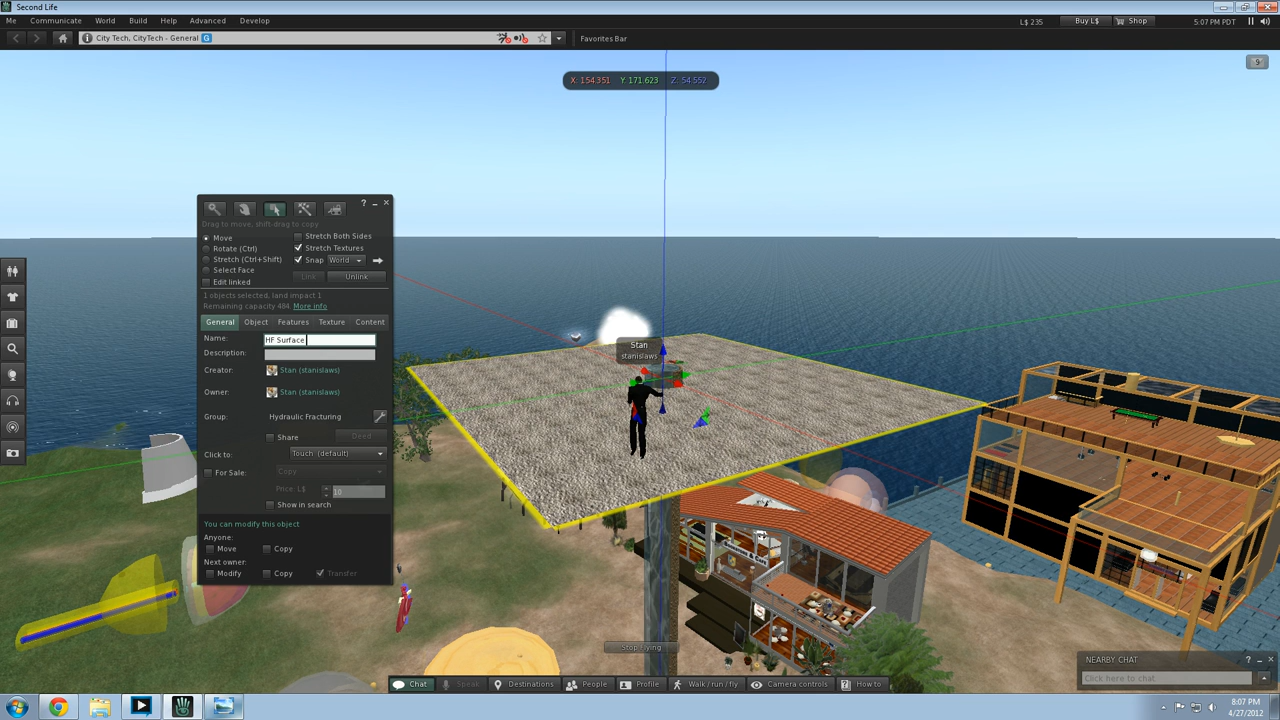 Second Life
Me Communicate World Build Help Advanced Develop
L$ 235 Buy L$ Shop 5:07 PM PDT
City Tech, CityTech - General G
Favorites Bar
9
X: 154.351 Y: 171.623 Z: 54.552
?
Drag to move, shift-drag to copy
Move
Stretch Both Sides
Rotate (Ctrl)
Stretch Textures
Stretch (Ctrl+Shift)
Snap World
Select Face
Edit linked
Link Unlink
1 objects selected, land impact 1
Remaining capacity 484. More info
General Object Features Texture Content
Name: HF Surface
Description:
Creator: Stan (stanislaws)
Owner: Stan (stanislaws)
Group: Hydraulic Fracturing
Share Deed
Click to: Touch (default)
For Sale: Copy
Price: L$ 10
Show in search
You can modify this object
Anyone:
Move Copy
Next owner:
Modify Copy Transfer
Stan
stanislaws
Stop Flying
NEARBY CHAT ?
Click here to chat
Chat Speak Destinations People Profile Walk / run / fly Camera controls How to
8:07 PM
4/27/2012